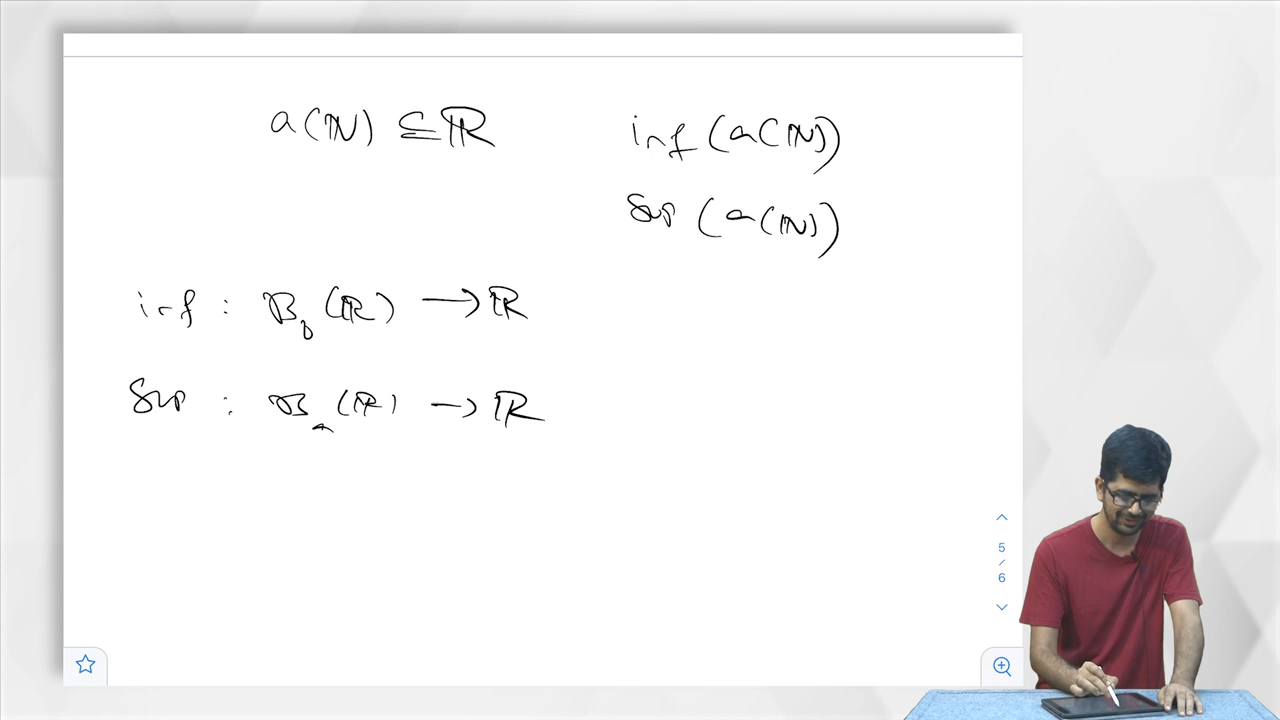 a(ℕ) ⊆ ℝ
inf (a(ℕ))
Sup (a(ℕ))
inf : B_b (ℝ) → ℝ
Sup : B_a (ℝ) → ℝ
5
/
6